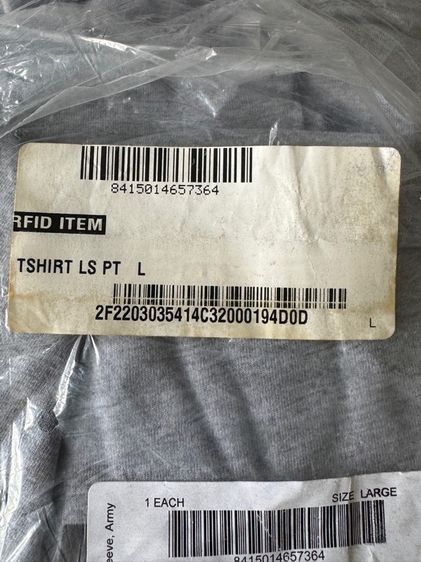 8415014657364
RFID ITEM
TSHIRT LS PT L
2F2203035414C32000194D0D
L
1 EACH
SIZE LARGE
8415014657364
eeve, Army